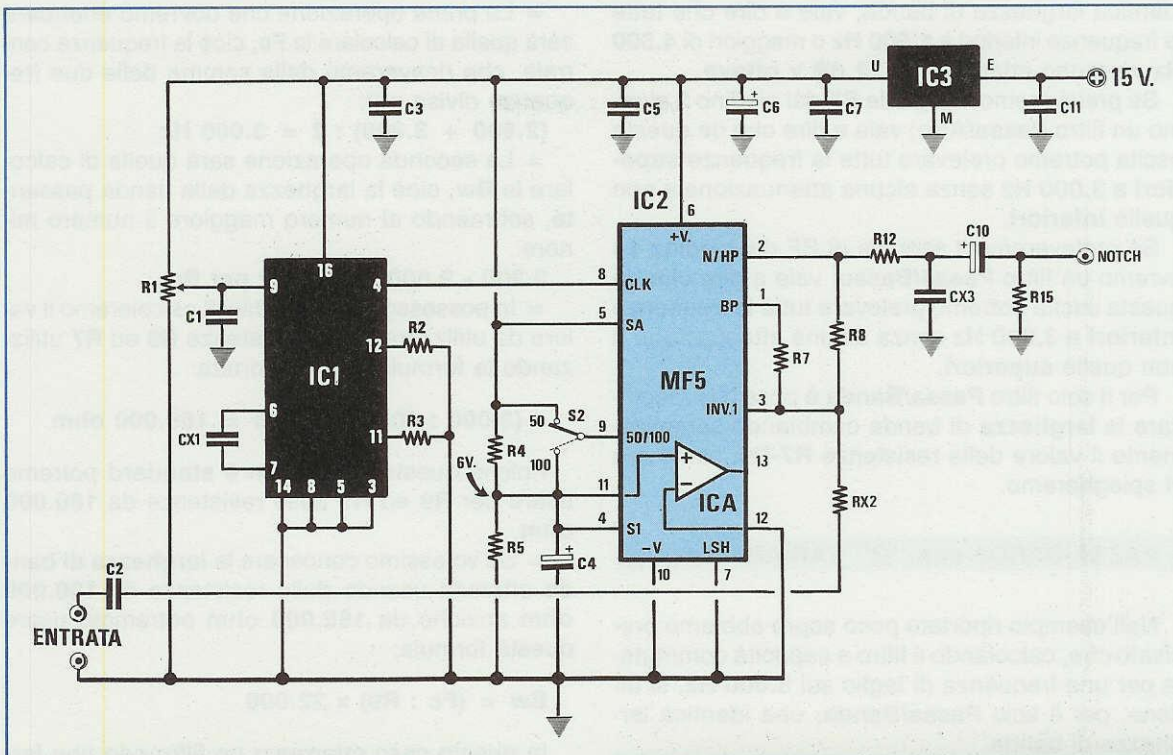 U
IC3
E
15 V.
M
C3
C5
C6
C7
C11
+
IC2
6
+V.
16
R1
9
4
8
CLK
N/HP
2
R12
C10
NOTCH
BP
1
CX3
R15
C1
12
R2
5
SA
R8
R7
IC1
MF5
INV.1
3
6
CX1
7
11
R3
50
S2
100
R4
50/100
+
-
13
6V.
11
ICA
RX2
14
8
5
3
R5
4
S1
12
+
C4
-V
LSH
10
7
C2
ENTRATA